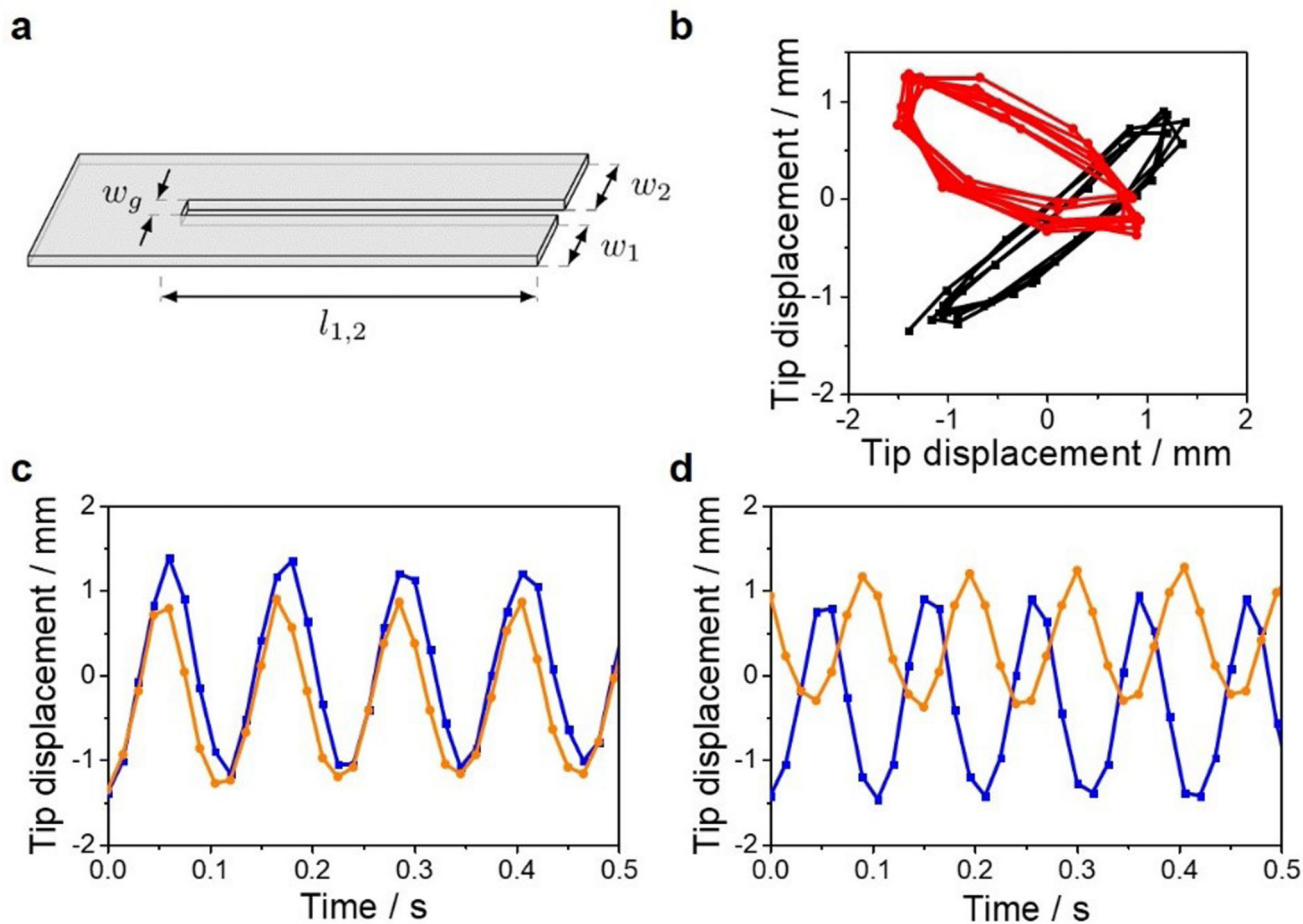 a
w_g
w_2
w_1
l_{1,2}
b
Tip displacement / mm
1
0
-1
-2
-2
-1
0
1
2
Tip displacement / mm
c
Tip displacement / mm
2
1
0
-1
-2
0.0
0.1
0.2
0.3
0.4
0.5
Time / s
d
Tip displacement / mm
2
1
0
-1
-2
0.0
0.1
0.2
0.3
0.4
0.5
Time / s